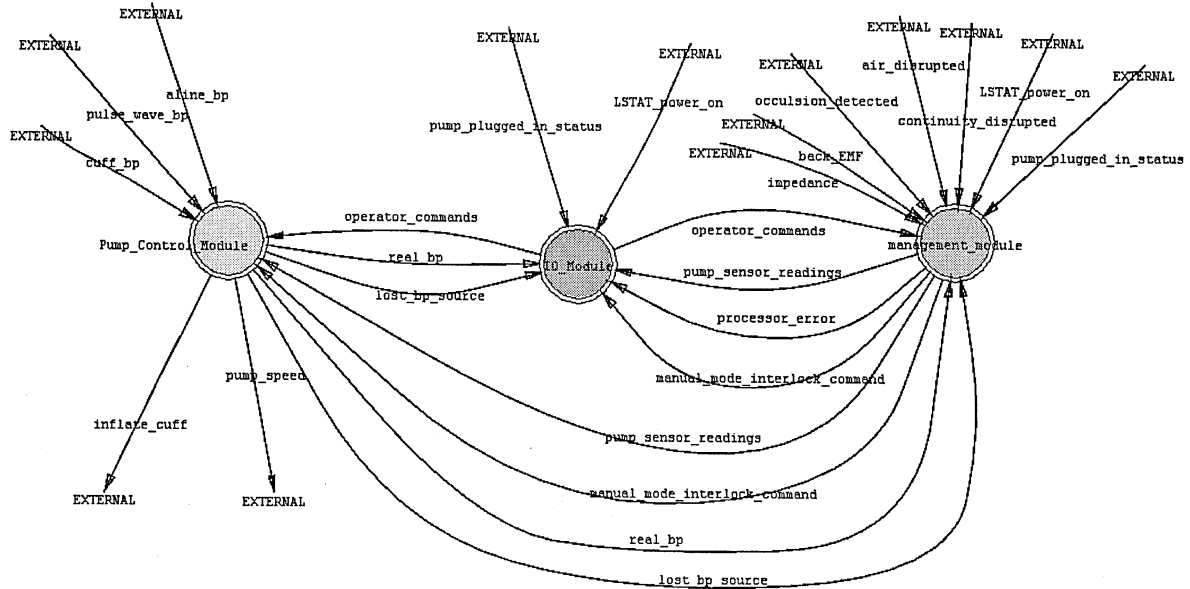 EXTERNAL
EXTERNAL
EXTERNAL
EXTERNAL
EXTERNAL
EXTERNAL
EXTERNAL
EXTERNAL
EXTERNAL
EXTERNAL
air_disrupted
aline_bp
LSTAT_power_on
occulsion_detected
LSTAT_power_on
pulse_wave_bp
continuity_disrupted
EXTERNAL
pump_plugged_in_status
EXTERNAL
EXTERNAL
cuff_bp
back_EMF
pump_plugged_in_status
impedance
operator_commands
operator_commands
Pump_Control_Module
management_module
real_bp
IO_Module
pump_sensor_readings
lost_bp_source
processor_error
pump_speed
manual_mode_interlock_command
inflate_cuff
pump_sensor_readings
EXTERNAL
EXTERNAL
manual_mode_interlock_command
real_bp
lost_bp_source